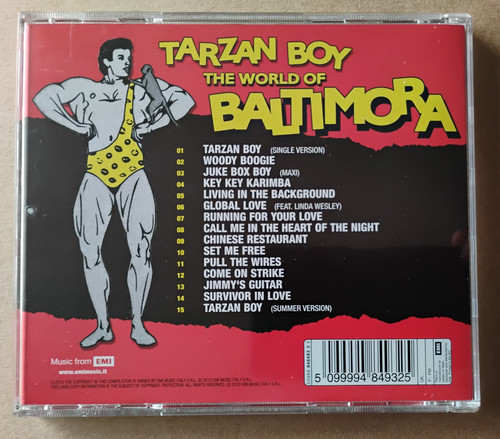 TARZAN BOY
THE WORLD OF
BALTIMORA
01 TARZAN BOY (SINGLE VERSION)
02 WOODY BOOGIE
03 JUKE BOX BOY (MAXI)
04 KEY KEY KARIMBA
05 LIVING IN THE BACKGROUND
06 GLOBAL LOVE (FEAT. LINDA WESLEY)
07 RUNNING FOR YOUR LOVE
08 CALL ME IN THE HEART OF THE NIGHT
09 CHINESE RESTAURANT
10 SET ME FREE
11 PULL THE WIRES
12 COME ON STRIKE
13 JIMMY'S GUITAR
14 SURVIVOR IN LOVE
15 TARZAN BOY (SUMMER VERSION)
Music from EMI
www.emimusic.it
5 099994 849325
EMI